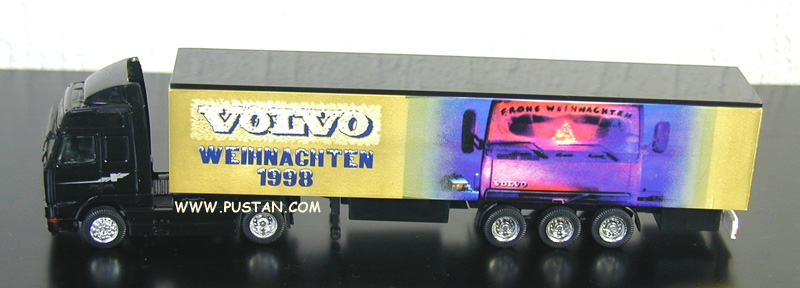 VOLVO
WEIHNACHTEN
1998
FROHE WEIHNACHTEN
VOLVO
WWW.PUSTAN.COM